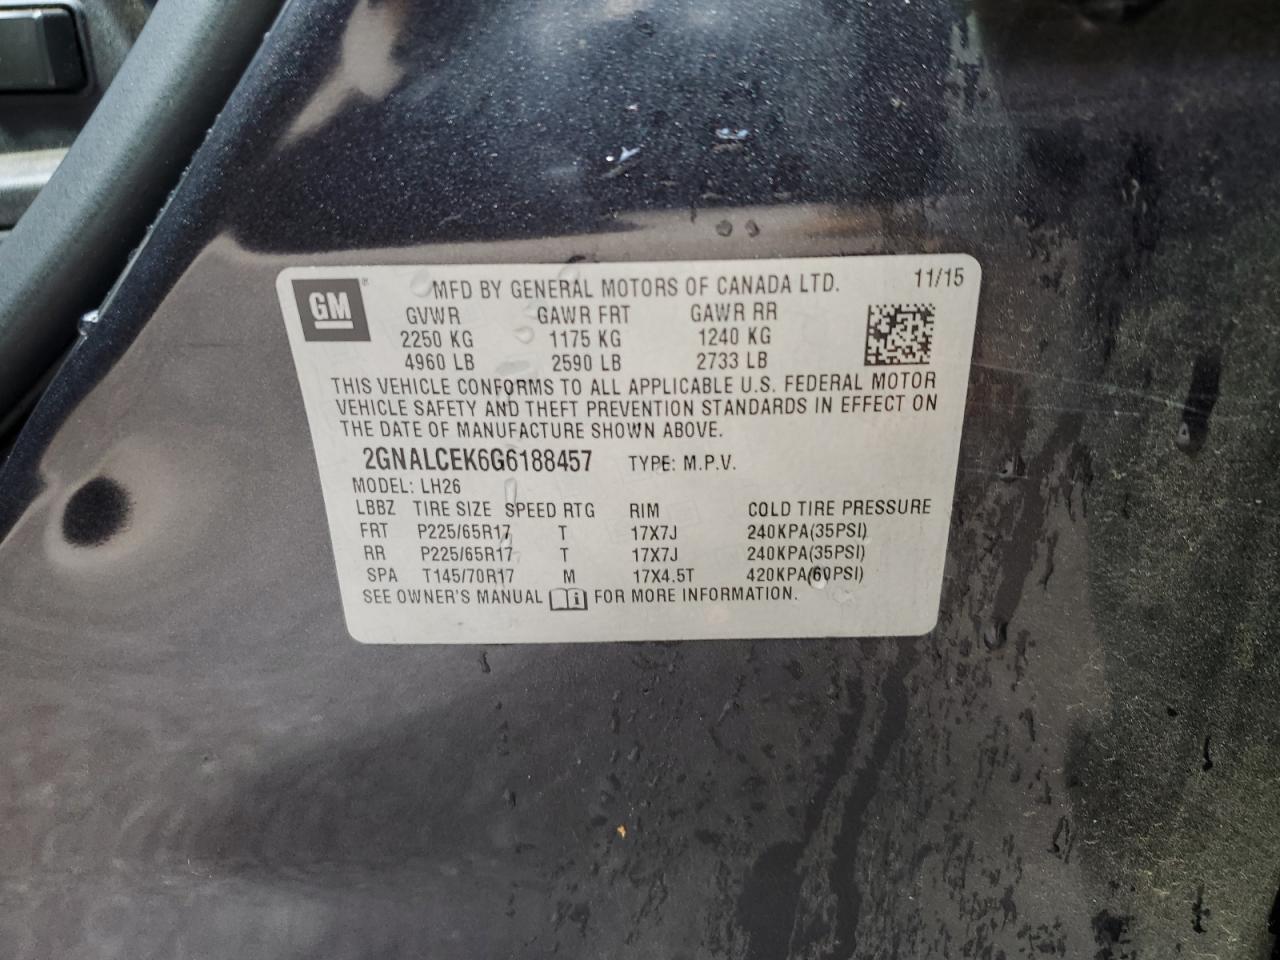 GM ® MFD BY GENERAL MOTORS OF CANADA LTD. 11/15
GVWR GAWR FRT GAWR RR
2250 KG 1175 KG 1240 KG
4960 LB 2590 LB 2733 LB
THIS VEHICLE CONFORMS TO ALL APPLICABLE U.S. FEDERAL MOTOR
VEHICLE SAFETY AND THEFT PREVENTION STANDARDS IN EFFECT ON
THE DATE OF MANUFACTURE SHOWN ABOVE.
2GNALCEK6G6188457 TYPE: M.P.V.
MODEL: LH26
LBBZ TIRE SIZE SPEED RTG RIM COLD TIRE PRESSURE
FRT P225/65R17 T 17X7J 240KPA(35PSI)
RR P225/65R17 T 17X7J 240KPA(35PSI)
SPA T145/70R17 M 17X4.5T 420KPA(60PSI)
SEE OWNER'S MANUAL i FOR MORE INFORMATION.